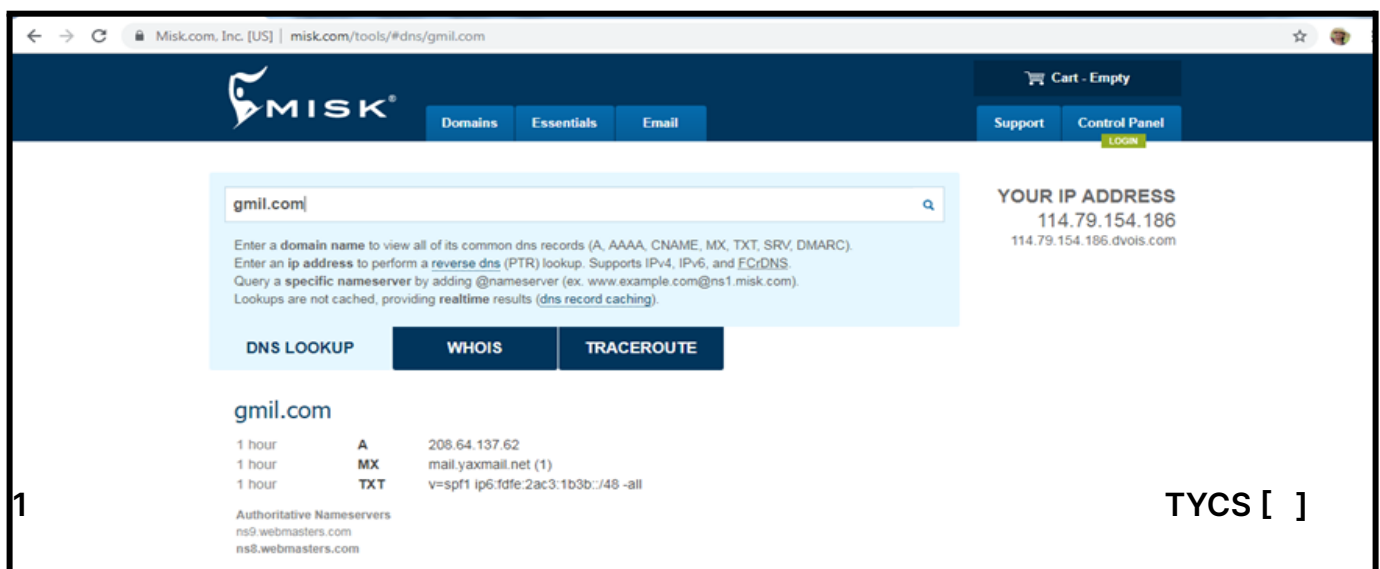 Misk.com, Inc. [US] | misk.com/tools/#dns/gmil.com
MISK®
Cart - Empty
Domains Essentials Email
Support Control Panel
LOGIN
gmil.com
YOUR IP ADDRESS
114.79.154.186
114.79.154.186.dvois.com
Enter a domain name to view all of its common dns records (A, AAAA, CNAME, MX, TXT, SRV, DMARC).
Enter an ip address to perform a reverse dns (PTR) lookup. Supports IPv4, IPv6, and FCrDNS.
Query a specific nameserver by adding @nameserver (ex. www.example.com@ns1.misk.com).
Lookups are not cached, providing realtime results (dns record caching).
DNS LOOKUP WHOIS TRACEROUTE
gmil.com
1 hour A 208.64.137.62
1 hour MX mail.yaxmail.net (1)
1 hour TXT v=spf1 ip6:fdfe:2ac3:1b3b::/48 -all
1 TYCS [ ]
Authoritative Nameservers
ns9.webmasters.com
ns8.webmasters.com